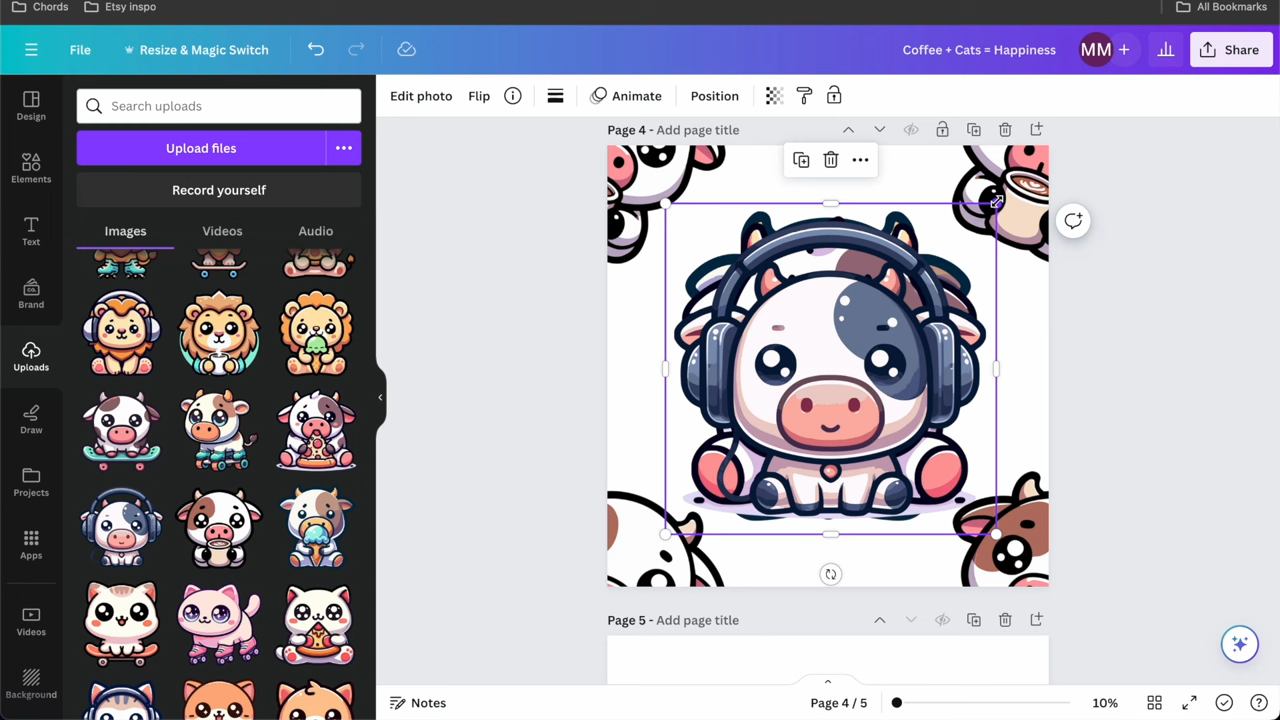 Chords
Etsy inspo
All Bookmarks
File
Resize & Magic Switch
Coffee + Cats = Happiness
MM
Share
Design
Elements
Text
Brand
Uploads
Draw
Projects
Apps
Videos
Background
Search uploads
Upload files
Record yourself
Images
Videos
Audio
Edit photo
Flip
Animate
Position
Page 4 - Add page title
Page 5 - Add page title
Notes
Page 4 / 5
10%